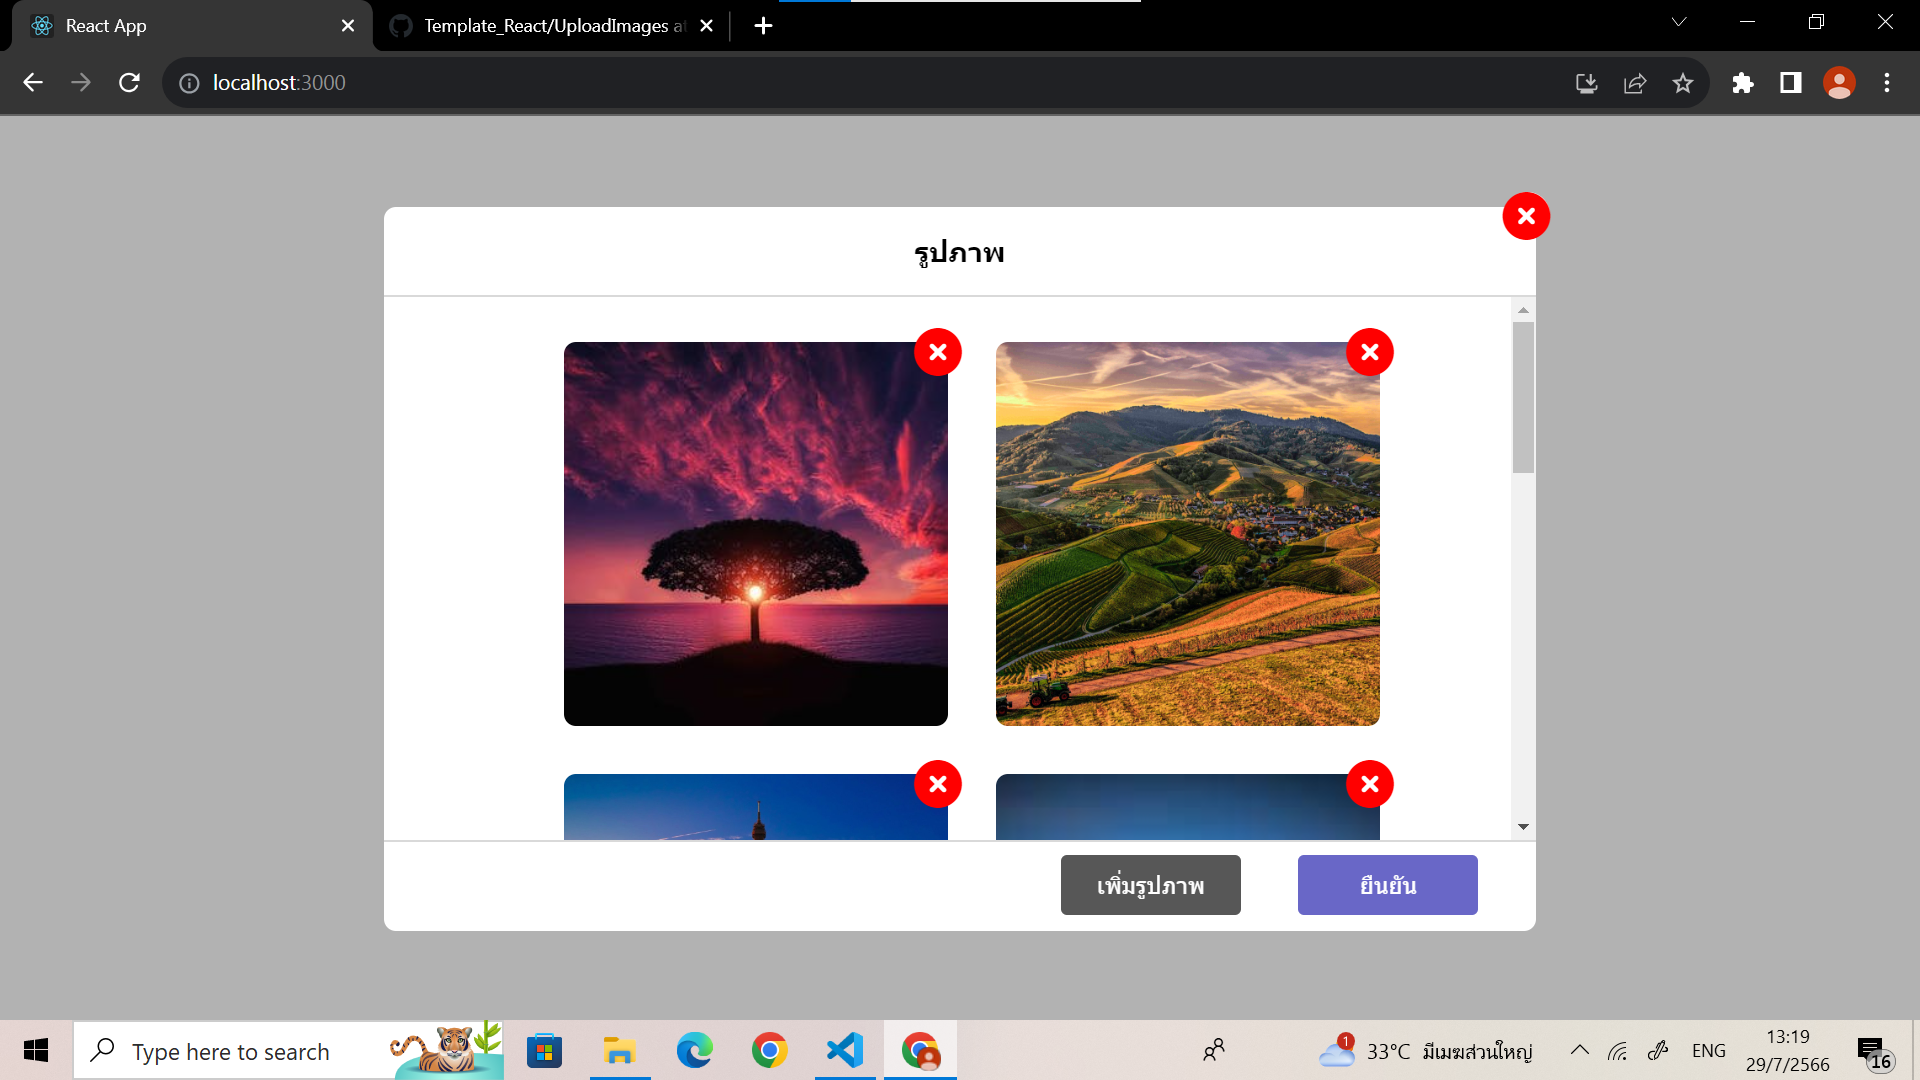 React App
Template_React/UploadImages a
localhost:3000
รูปภาพ
เพิ่มรูปภาพ
ยืนยัน
Type here to search
1
33°C มีเมฆส่วนใหญ่
ENG
13:19
29/7/2566
16